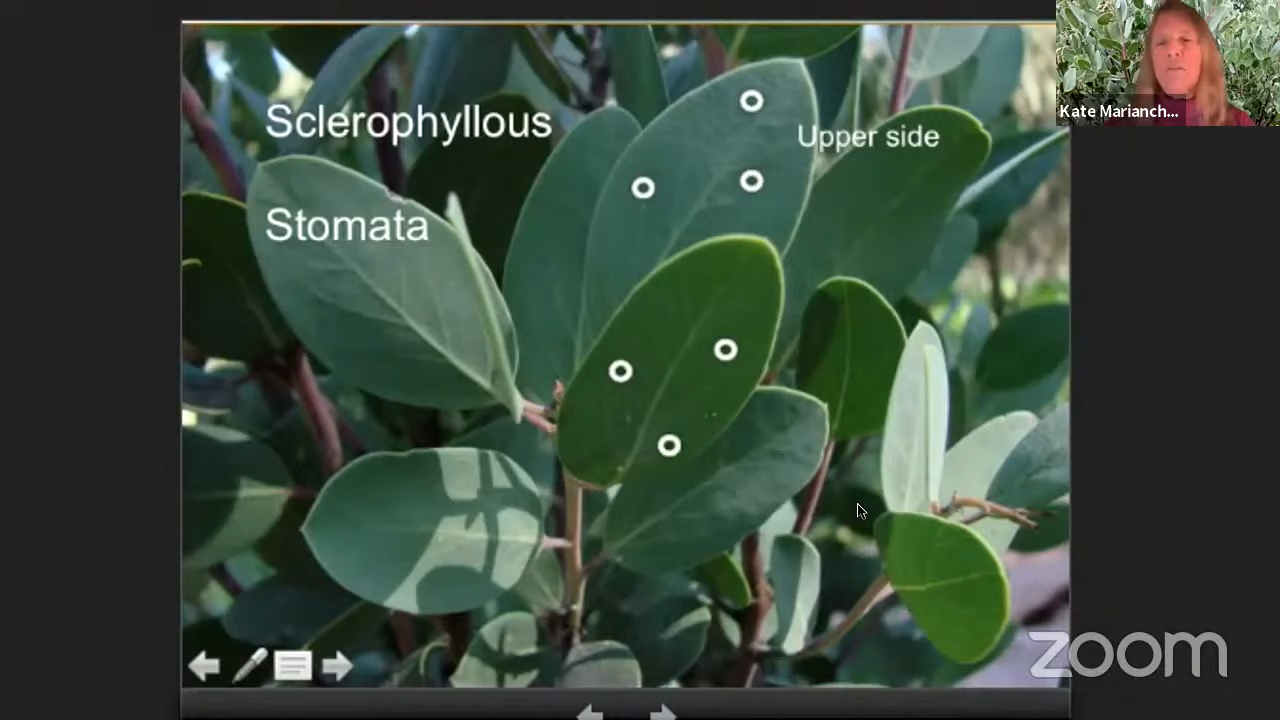 Sclerophyllous
Upper side
Stomata
Kate Marianch...
zoom